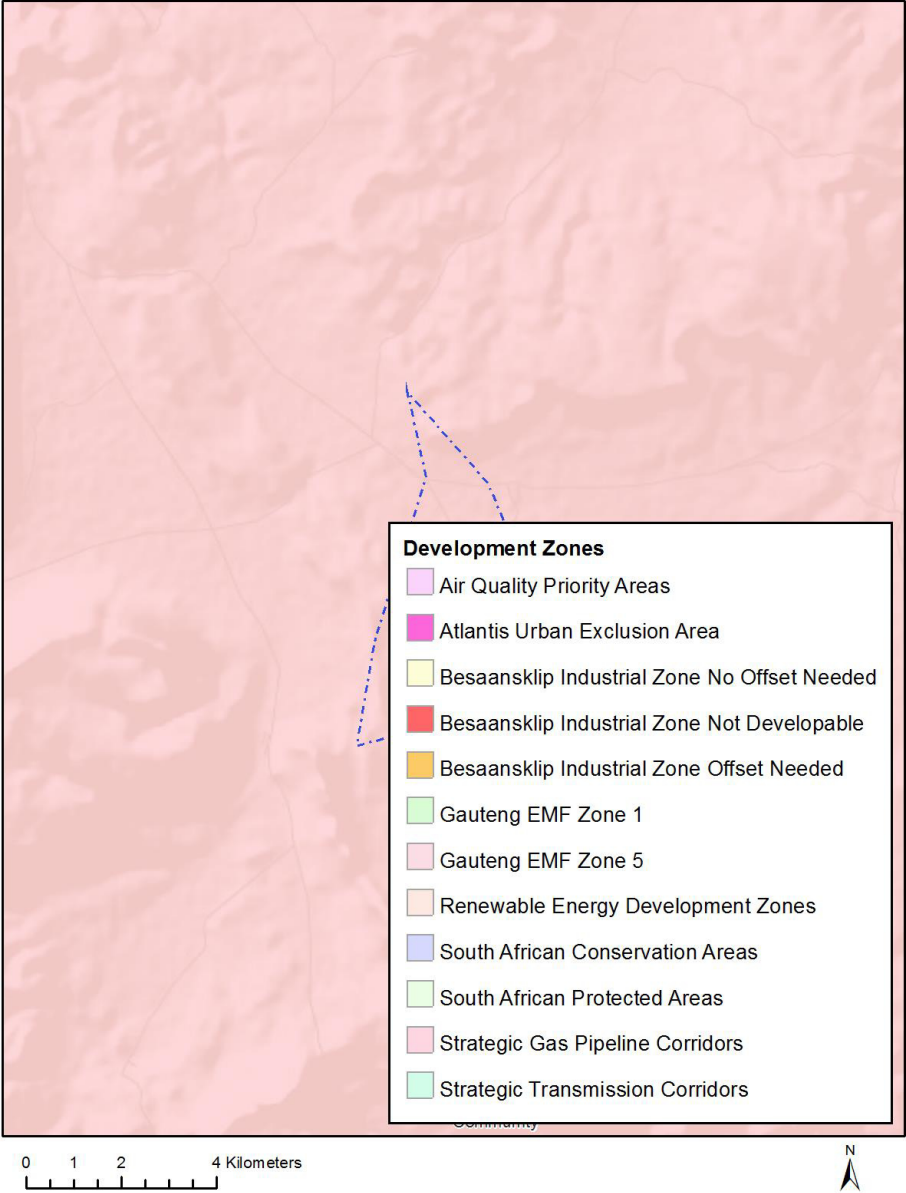 Development Zones
Air Quality Priority Areas
Atlantis Urban Exclusion Area
Besaansklip Industrial Zone No Offset Needed
Besaansklip Industrial Zone Not Developable
Besaansklip Industrial Zone Offset Needed
Gauteng EMF Zone 1
Gauteng EMF Zone 5
Renewable Energy Development Zones
South African Conservation Areas
South African Protected Areas
Strategic Gas Pipeline Corridors
Strategic Transmission Corridors
Community
0 1 2 4 Kilometers
N